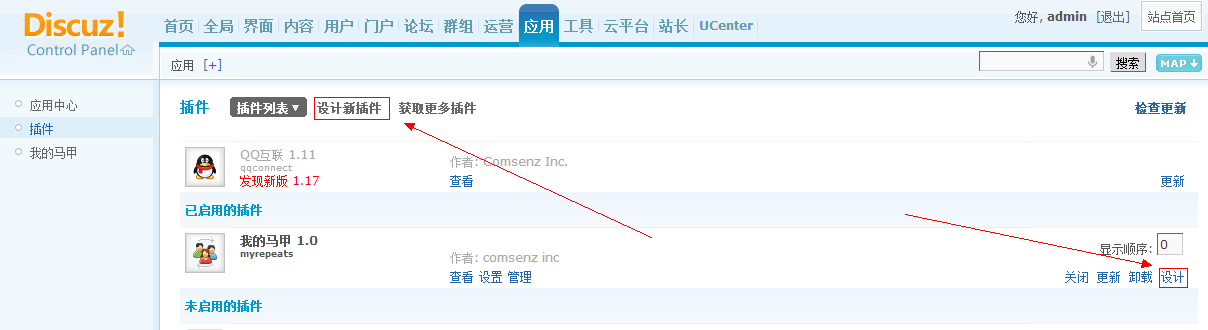 Discuz!
Control Panel
首页 全局 界面 内容 用户 门户 论坛 群组 运营 应用 工具 云平台 站长 UCenter
您好, admin [退出] 站点首页
应用 [+]
搜索 MAP
应用中心
插件
我的马甲
插件 插件列表 设计新插件 获取更多插件 检查更新
QQ互联 1.11
qqconnect
作者: Comsenz Inc.
发现新版 1.17 查看 更新
已启用的插件
我的马甲 1.0
myrepeats
显示顺序: 0
作者: comsenz inc
查看 设置 管理 关闭 更新 卸载 设计
未启用的插件